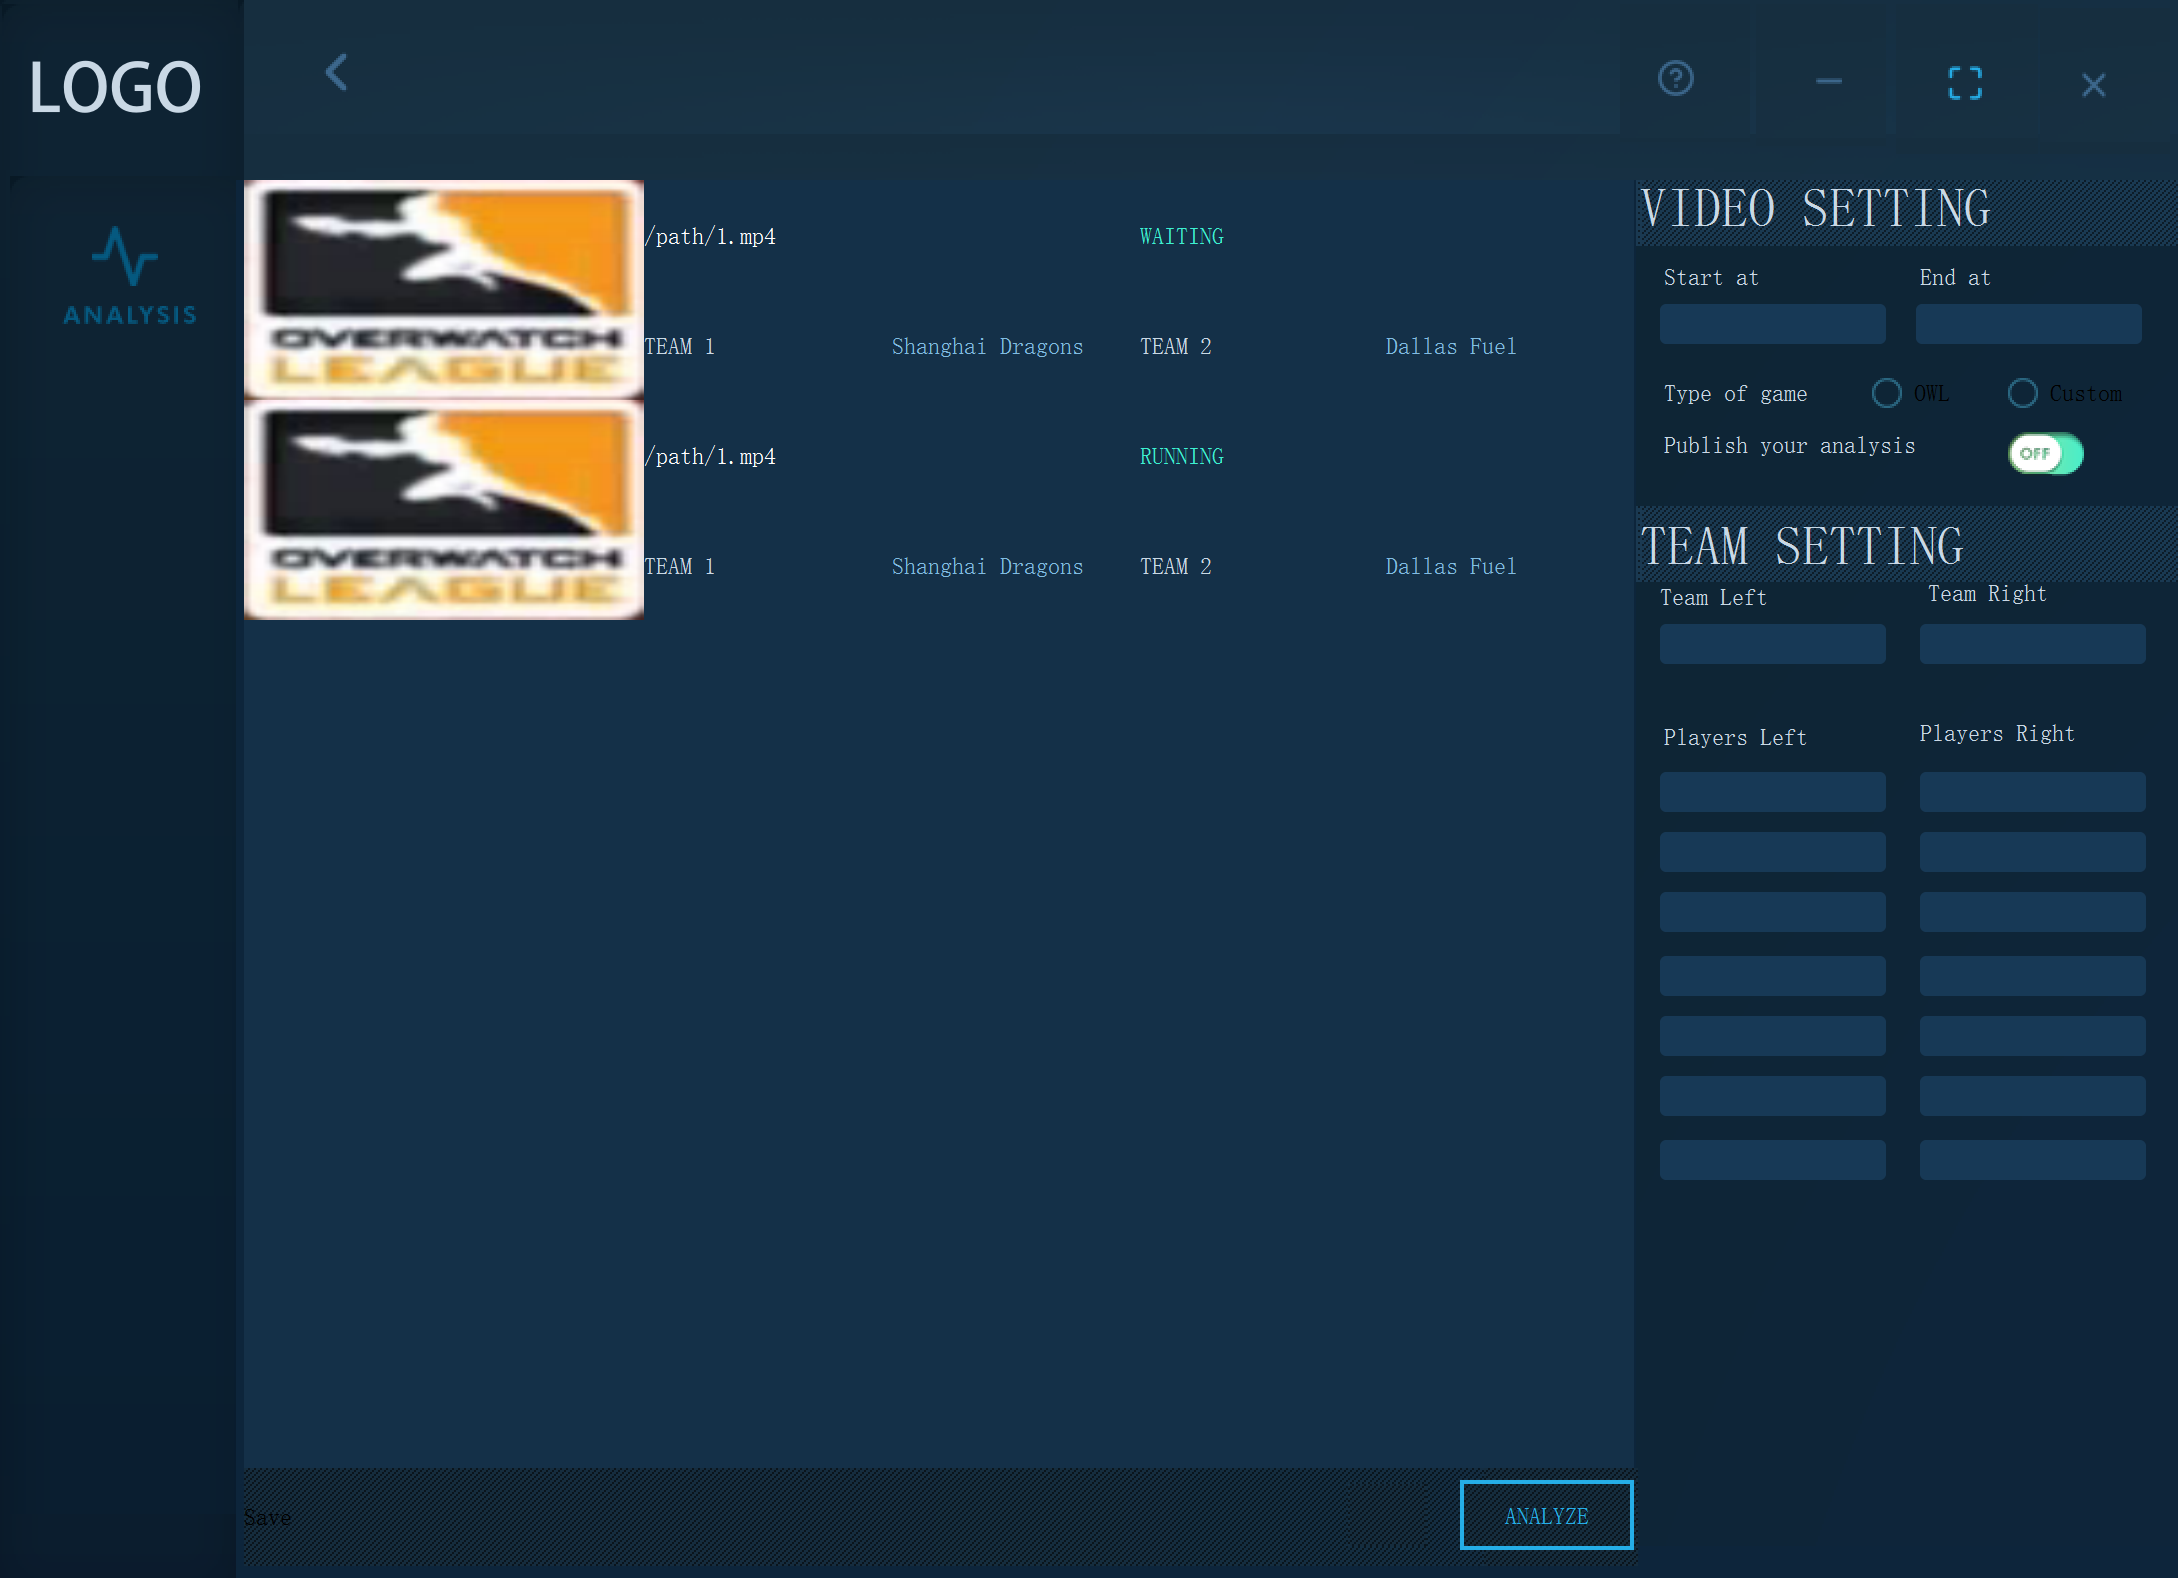 LOGO
ANALYSIS
OVERWATCH
LEAGUE
/path/1.mp4
WAITING
TEAM 1
Shanghai Dragons
TEAM 2
Dallas Fuel
OVERWATCH
LEAGUE
/path/1.mp4
RUNNING
TEAM 1
Shanghai Dragons
TEAM 2
Dallas Fuel
Save
ANALYZE
VIDEO SETTING
Start at
End at
Type of game
OWL
Custom
Publish your analysis
OFF
TEAM SETTING
Team Left
Team Right
Players Left
Players Right